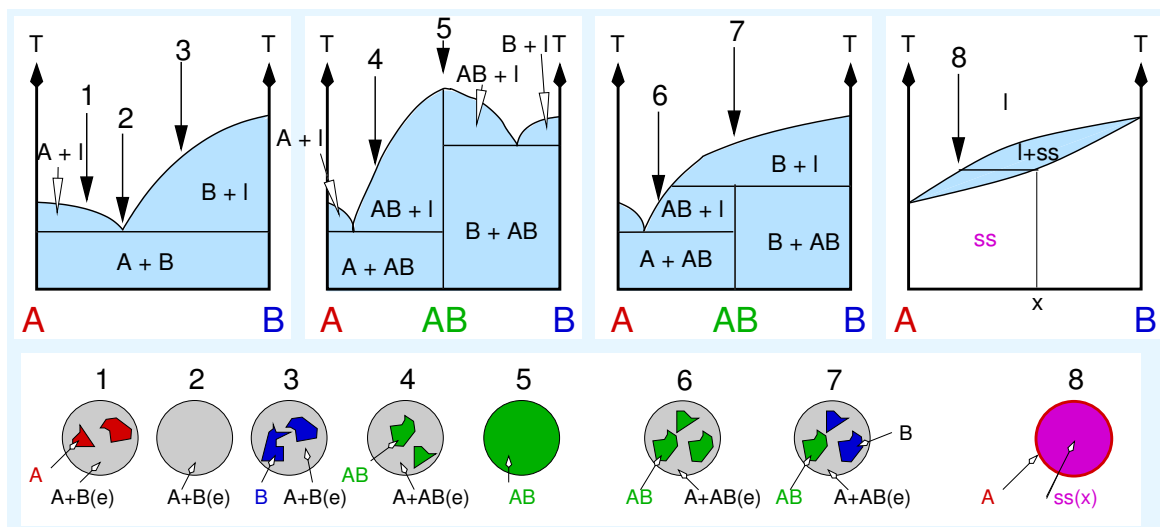 T T 1 2 3 A + l B + l A + B A B
T T 4 5 A + l AB + l AB + l B + l A + AB B + AB A AB B
T T 6 7 AB + l B + l A + AB B + AB A AB B
T T 8 l l+ss ss x A B
1 2 3 4 5 6 7 8
A A+B(e) A+B(e) B A+B(e) AB A+AB(e) AB AB A+AB(e) AB A+AB(e) B A ss(x)